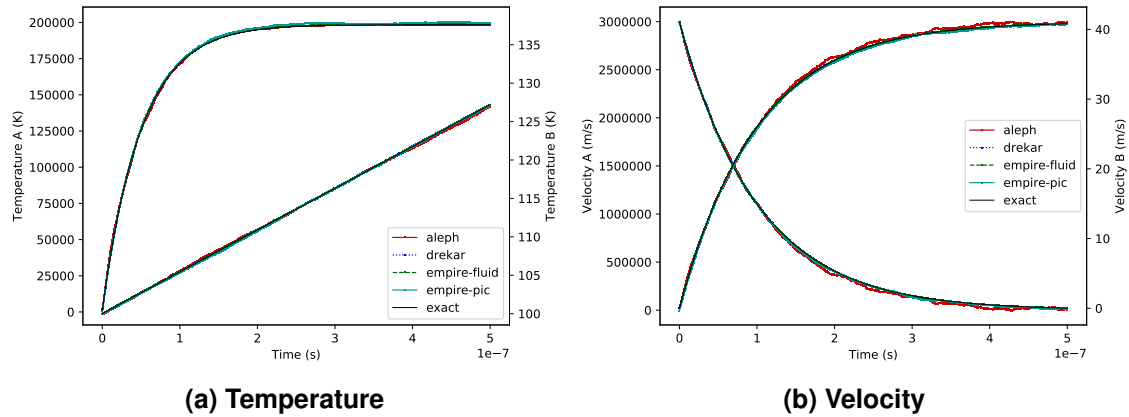 200000
175000
150000
125000
100000
75000
50000
25000
0
Temperature A (K)
135
130
125
120
115
110
105
100
Temperature B (K)
aleph
drekar
empire-fluid
empire-pic
exact
0 1 2 3 4 5
Time (s)
1e−7
(a) Temperature
3000000
2500000
2000000
1500000
1000000
500000
0
Velocity A (m/s)
40
30
20
10
0
Velocity B (m/s)
aleph
drekar
empire-fluid
empire-pic
exact
0 1 2 3 4 5
Time (s)
1e−7
(b) Velocity